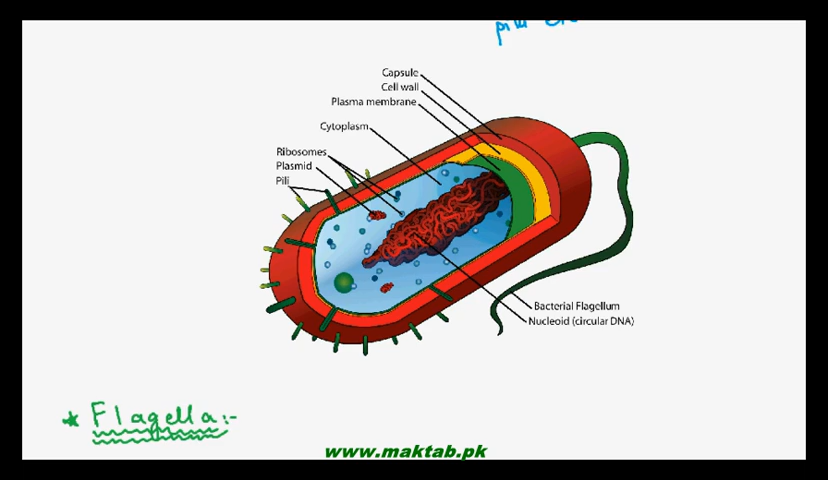 Capsule
Cell wall
Plasma membrane
Cytoplasm
Ribosomes
Plasmid
Pili
Bacterial Flagellum
Nucleoid (circular DNA)
* Flagella:-
www.maktab.pk